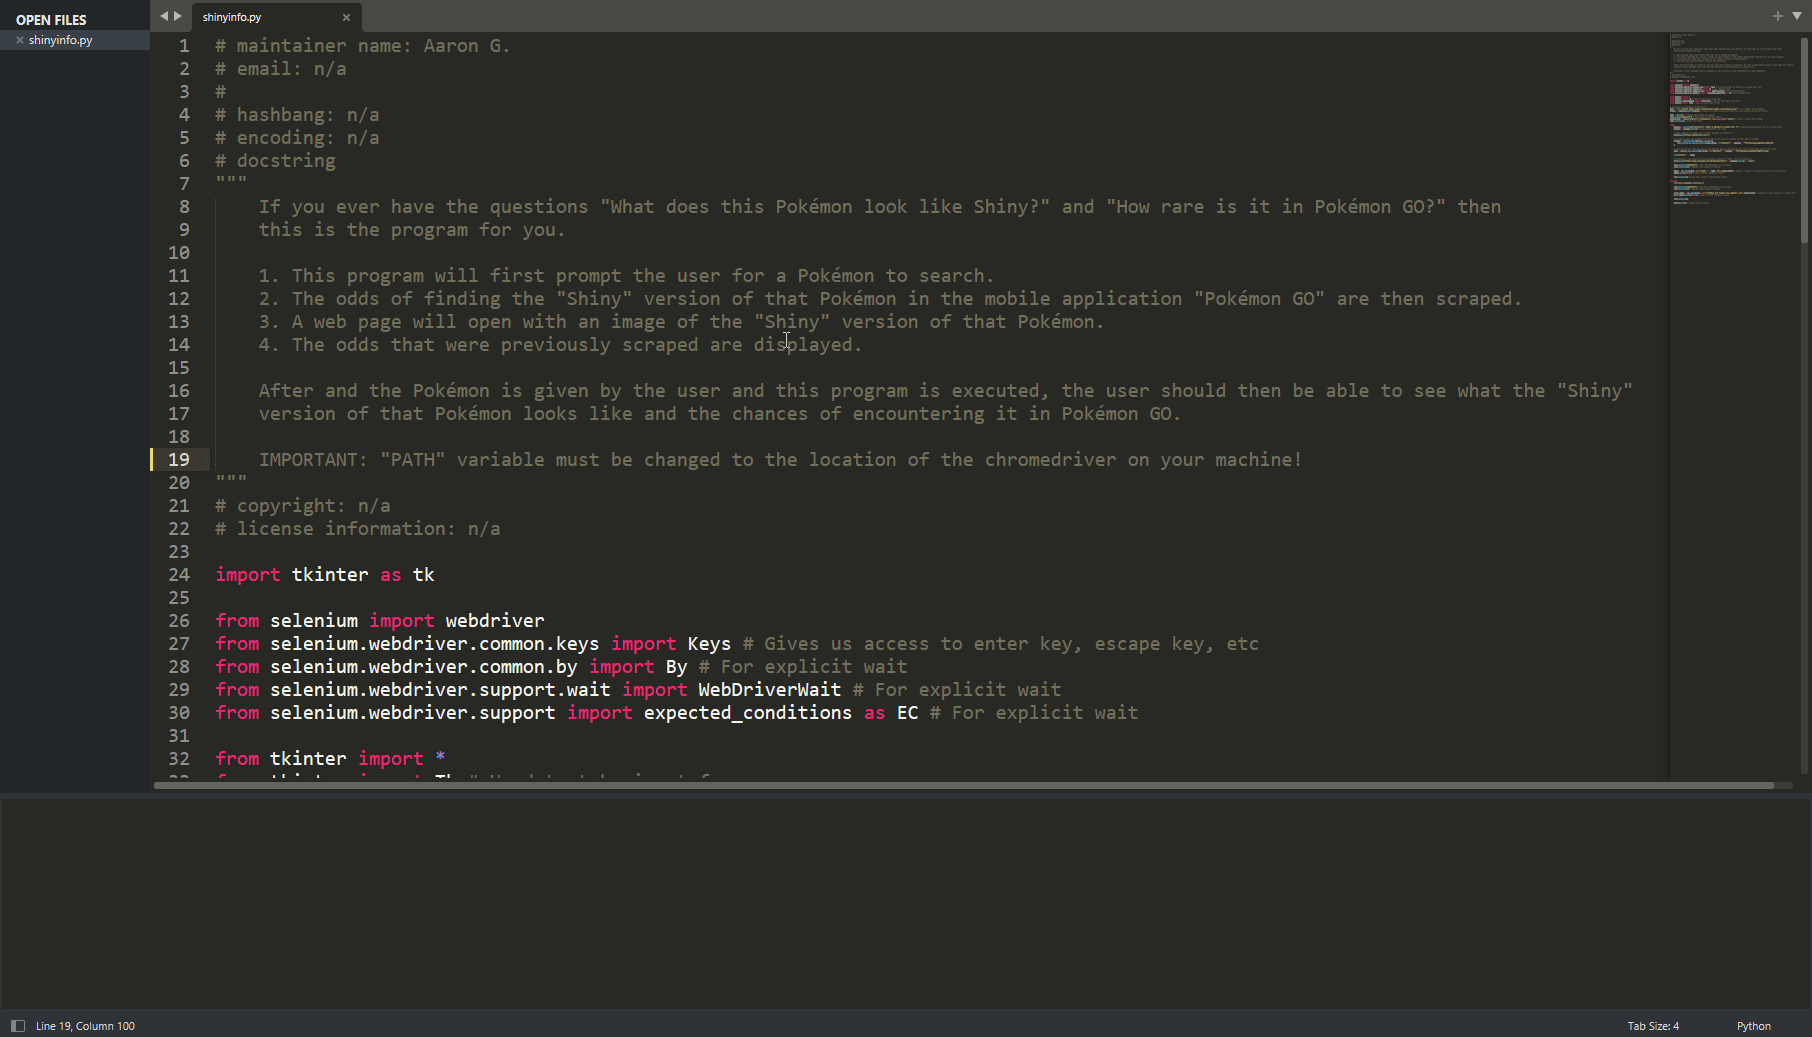 OPEN FILES
shinyinfo.py
shinyinfo.py
1 # maintainer name: Aaron G.
2 # email: n/a
3 #
4 # hashbang: n/a
5 # encoding: n/a
6 # docstring
7 """
8 If you ever have the questions "What does this Pokémon look like Shiny?" and "How rare is it in Pokémon GO?" then
9 this is the program for you.
10
11 1. This program will first prompt the user for a Pokémon to search.
12 2. The odds of finding the "Shiny" version of that Pokémon in the mobile application "Pokémon GO" are then scraped.
13 3. A web page will open with an image of the "Shiny" version of that Pokémon.
14 4. The odds that were previously scraped are displayed.
15
16 After and the Pokémon is given by the user and this program is executed, the user should then be able to see what the "Shiny"
17 version of that Pokémon looks like and the chances of encountering it in Pokémon GO.
18
19 IMPORTANT: "PATH" variable must be changed to the location of the chromedriver on your machine!
20 """
21 # copyright: n/a
22 # license information: n/a
23
24 import tkinter as tk
25
26 from selenium import webdriver
27 from selenium.webdriver.common.keys import Keys # Gives us access to enter key, escape key, etc
28 from selenium.webdriver.common.by import By # For explicit wait
29 from selenium.webdriver.support.wait import WebDriverWait # For explicit wait
30 from selenium.webdriver.support import expected_conditions as EC # For explicit wait
31
32 from tkinter import *
Line 19, Column 100
Tab Size: 4
Python